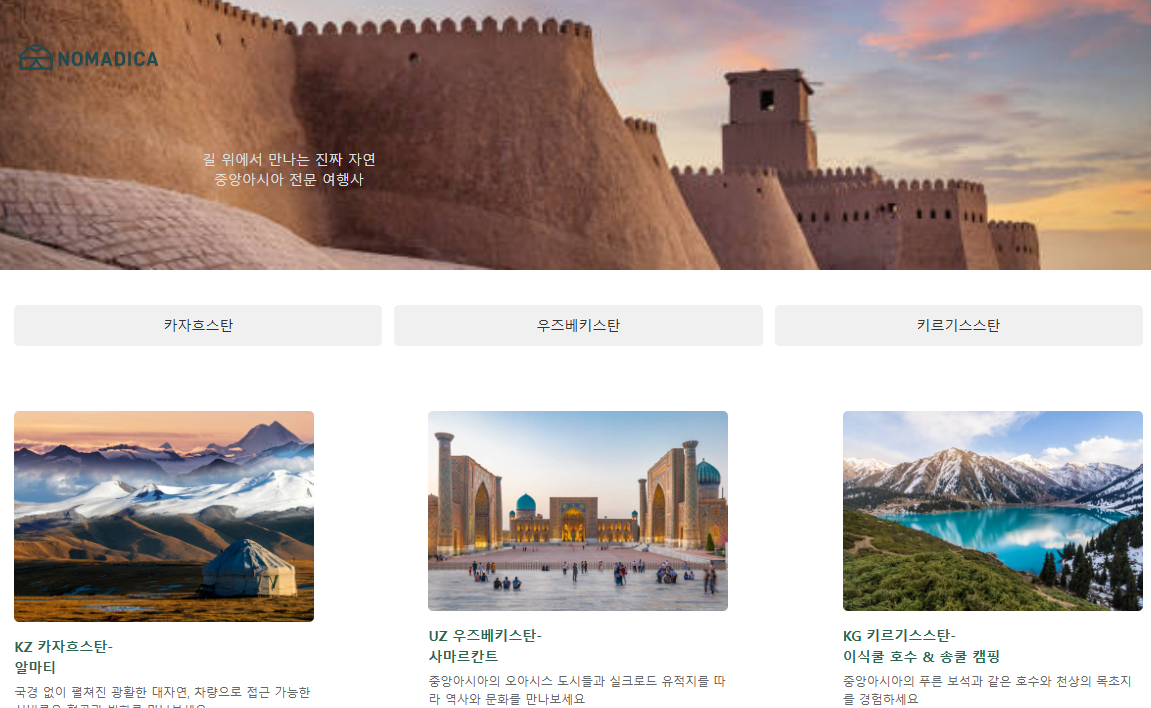 NOMADICA
길 위에서 만나는 진짜 자연
중앙아시아 전문 여행사
카자흐스탄
우즈베키스탄
키르기스스탄
KZ 카자흐스탄-
알마티
국경 없이 펼쳐진 광활한 대자연, 차량으로 접근 가능한
UZ 우즈베키스탄-
사마르칸트
중앙아시아의 오아시스 도시들과 실크로드 유적지를 따
라 역사와 문화를 만나보세요
KG 키르기스스탄-
이식쿨 호수 & 송쿨 캠핑
중앙아시아의 푸른 보석과 같은 호수와 천상의 목초지
를 경험하세요